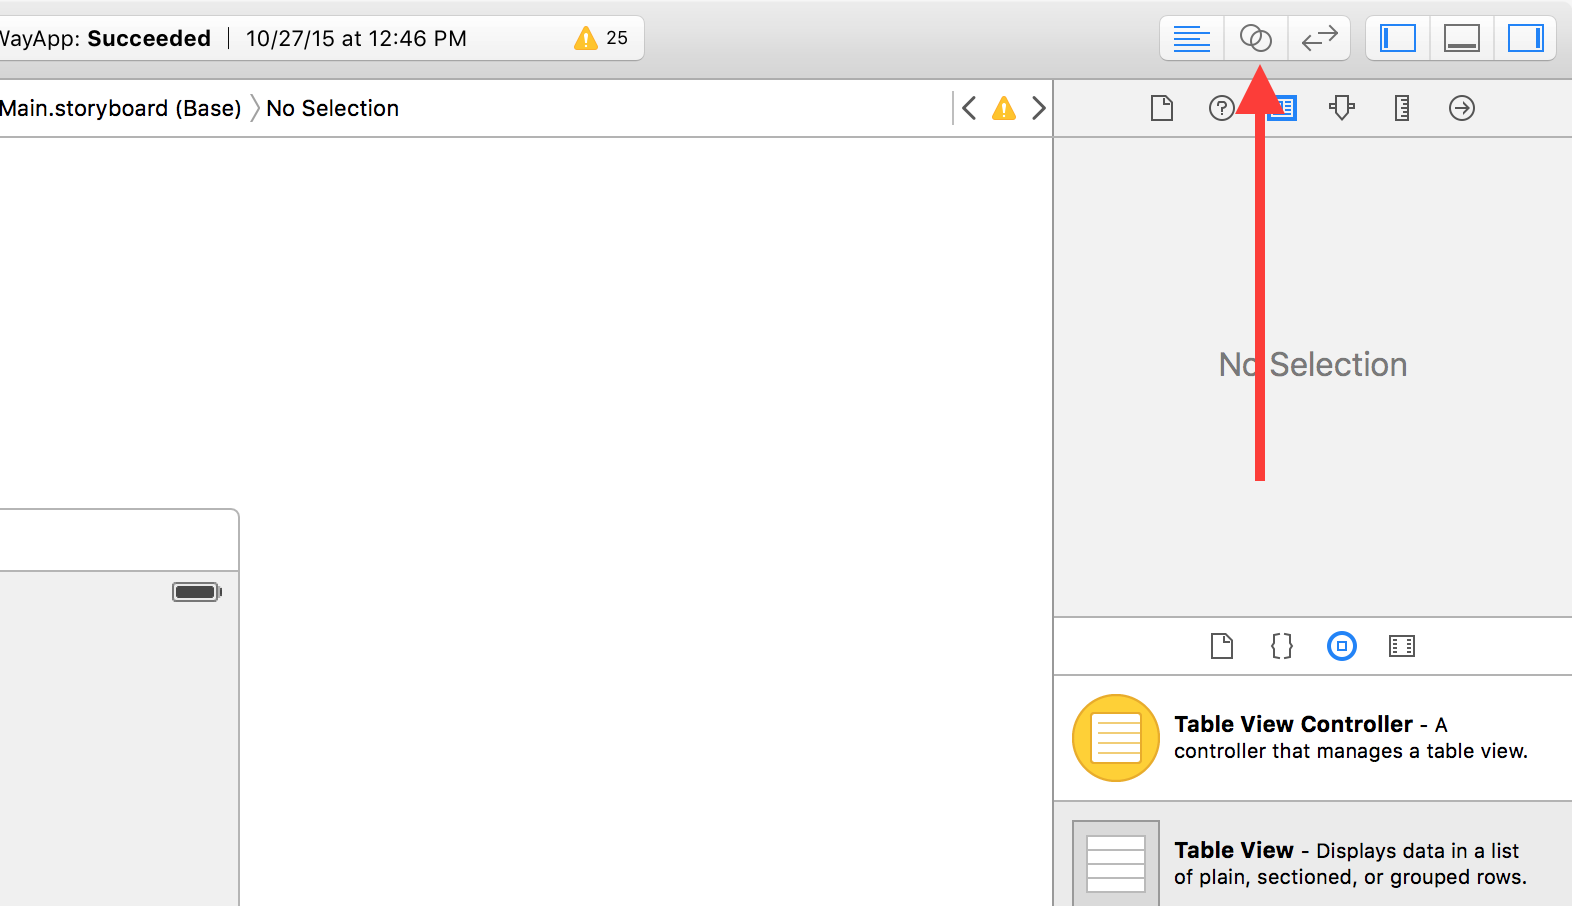 WayApp: Succeeded | 10/27/15 at 12:46 PM 25
Main.storyboard (Base) No Selection
No Selection
Table View Controller - A
controller that manages a table view.
Table View - Displays data in a list
of plain, sectioned, or grouped rows.